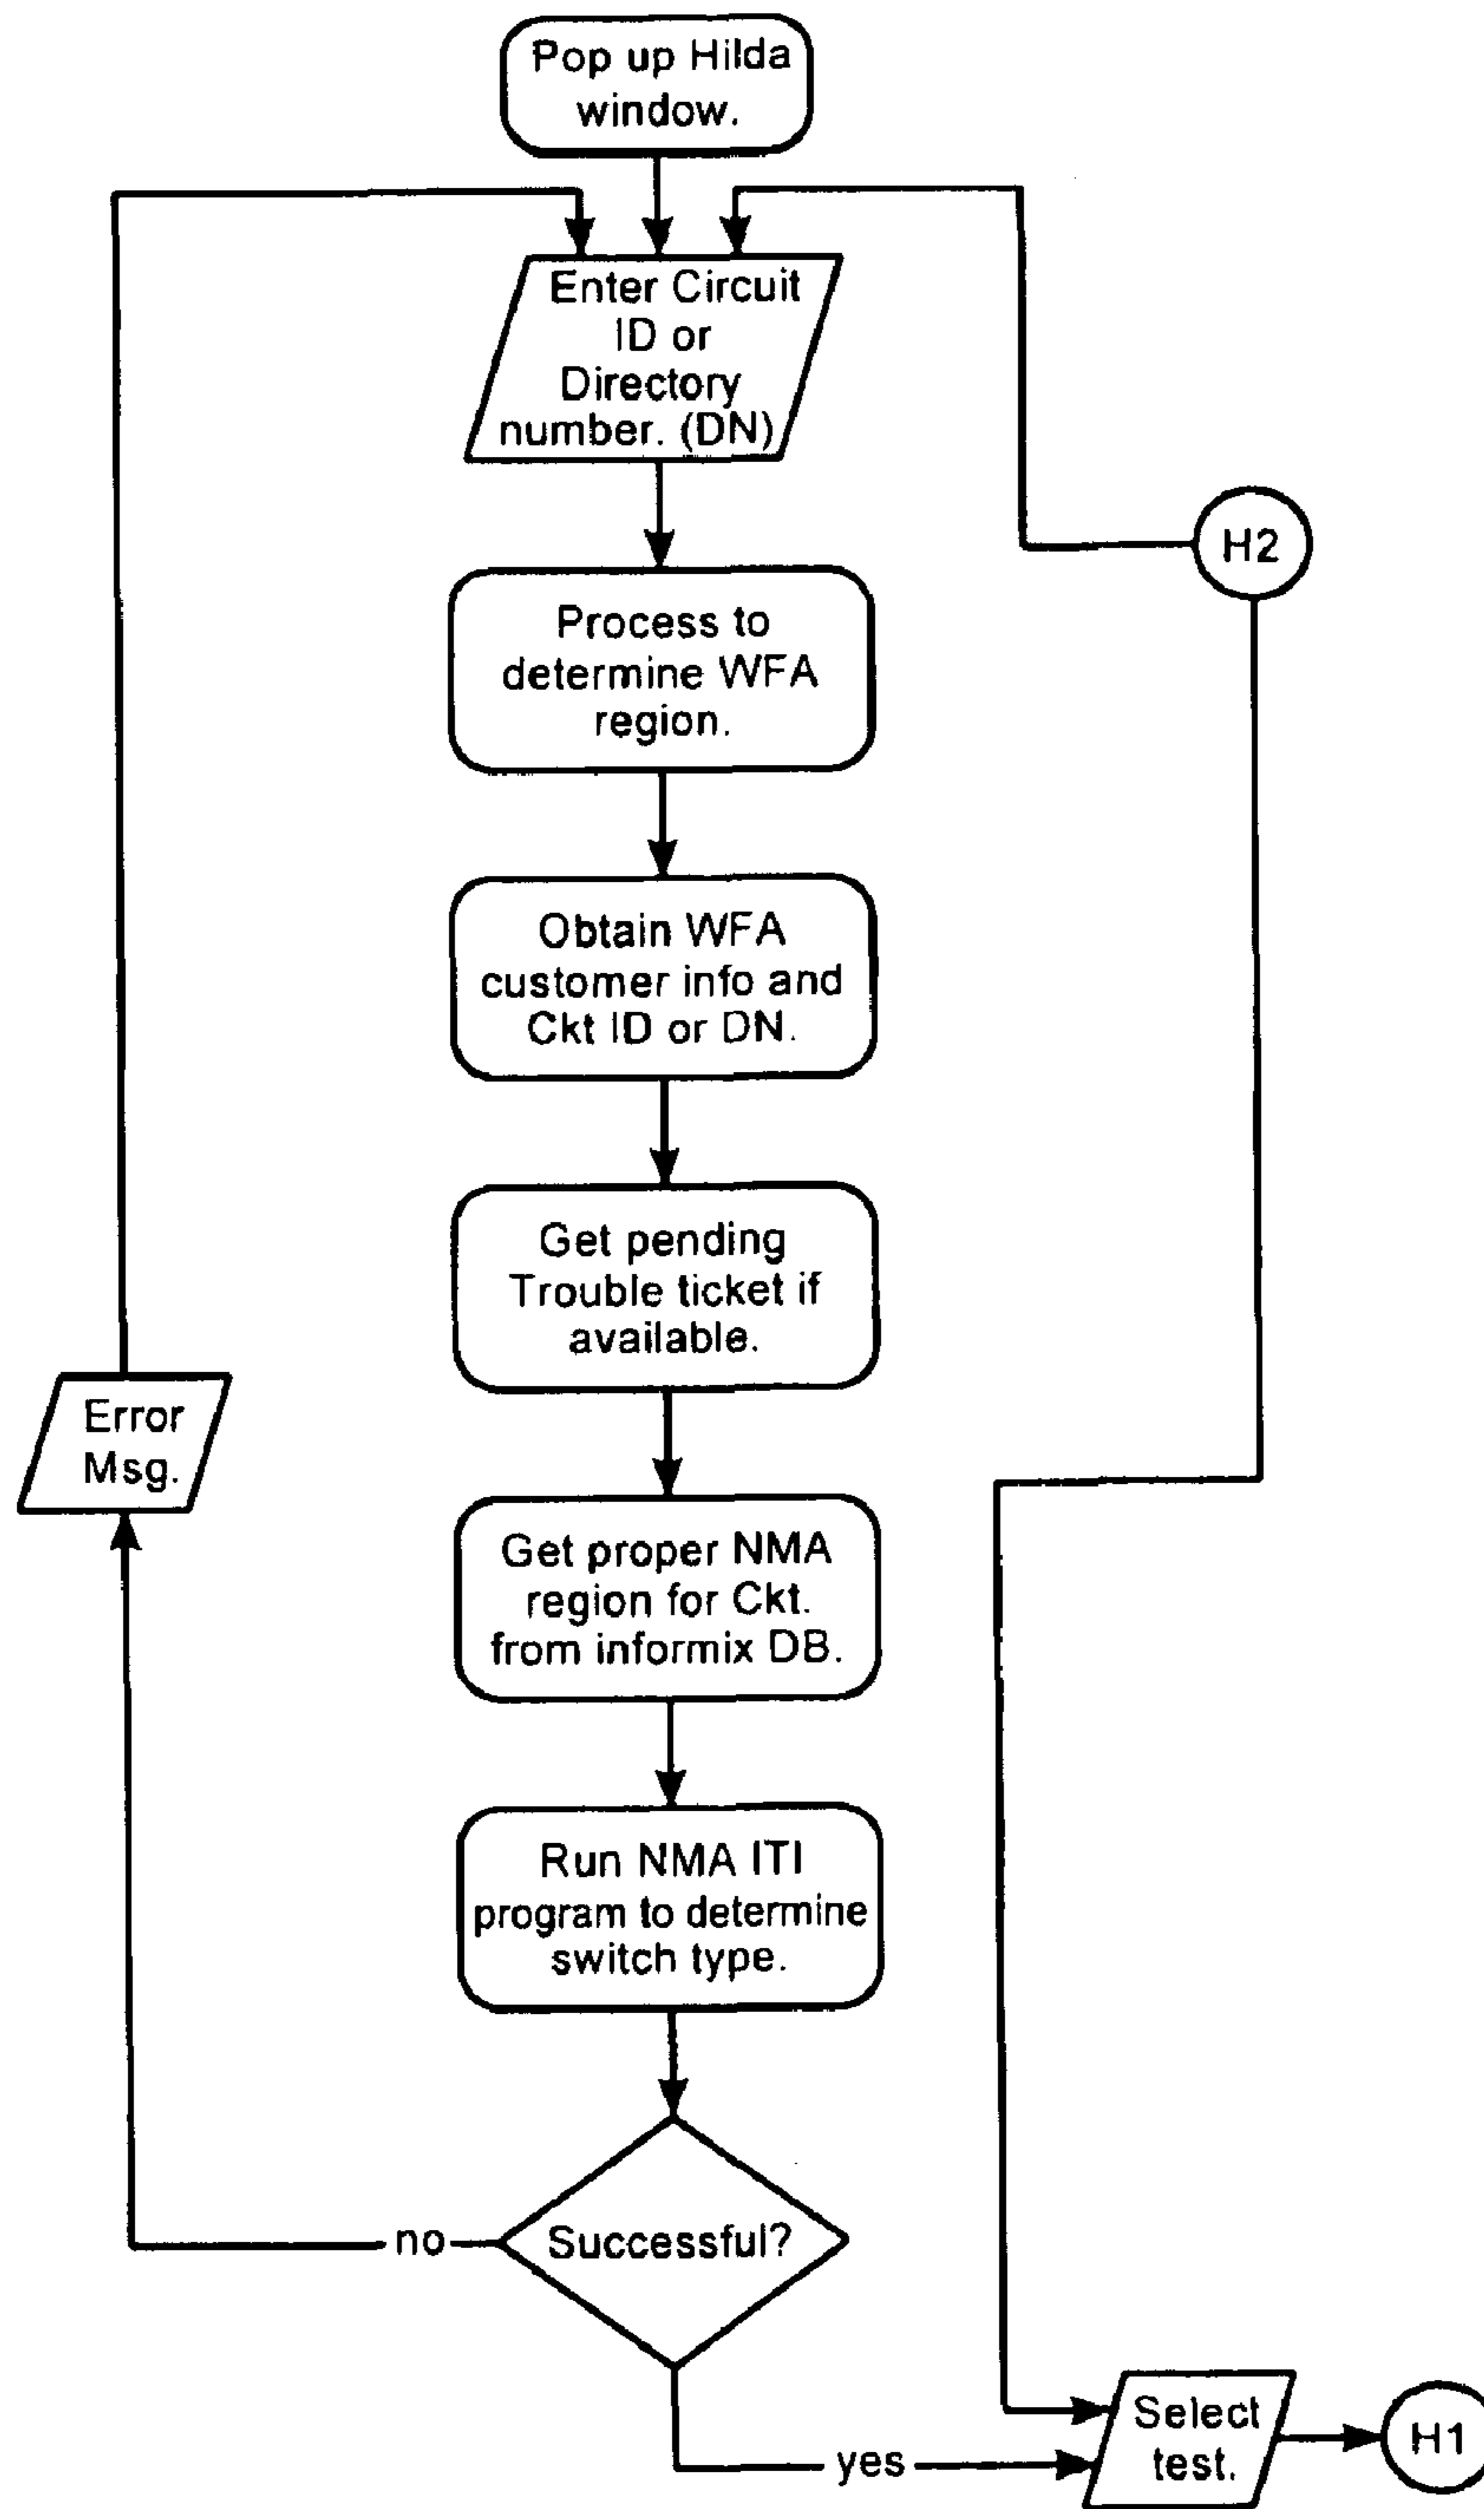 Pop up Hilda
window.
Enter Circuit
ID or
Directory
number. (DN)
H2
Process to
determine WFA
region.
Obtain WFA
customer info and
Ckt ID or DN.
Get pending
Trouble ticket if
available.
Error
Msg.
Get proper NMA
region for Ckt.
from informix DB.
Run NMA ITI
program to determine
switch type.
no
Successful?
yes
Select
test.
H1